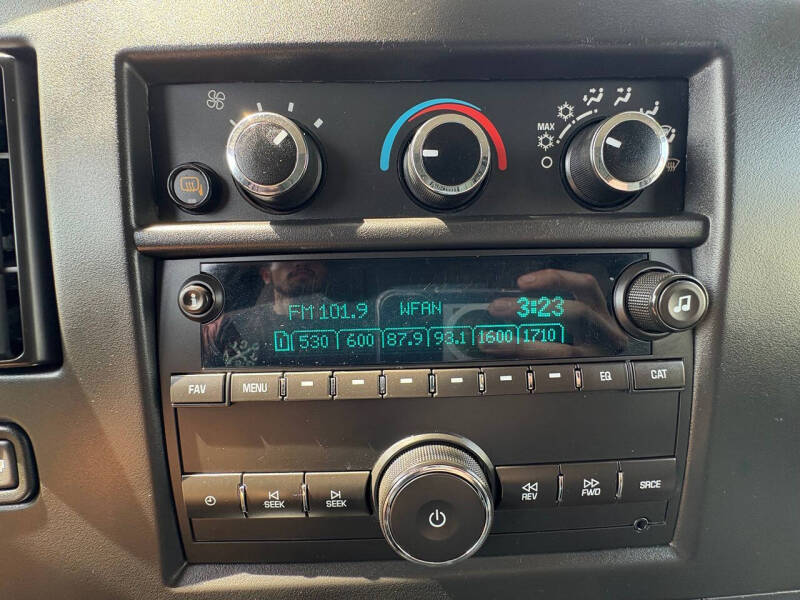 MAX
FM 101.9 WFAN 3:23
1 530 600 87.9 93.1 1600 1710
FAV MENU EQ CAT
SEEK SEEK REV FWD SRCE